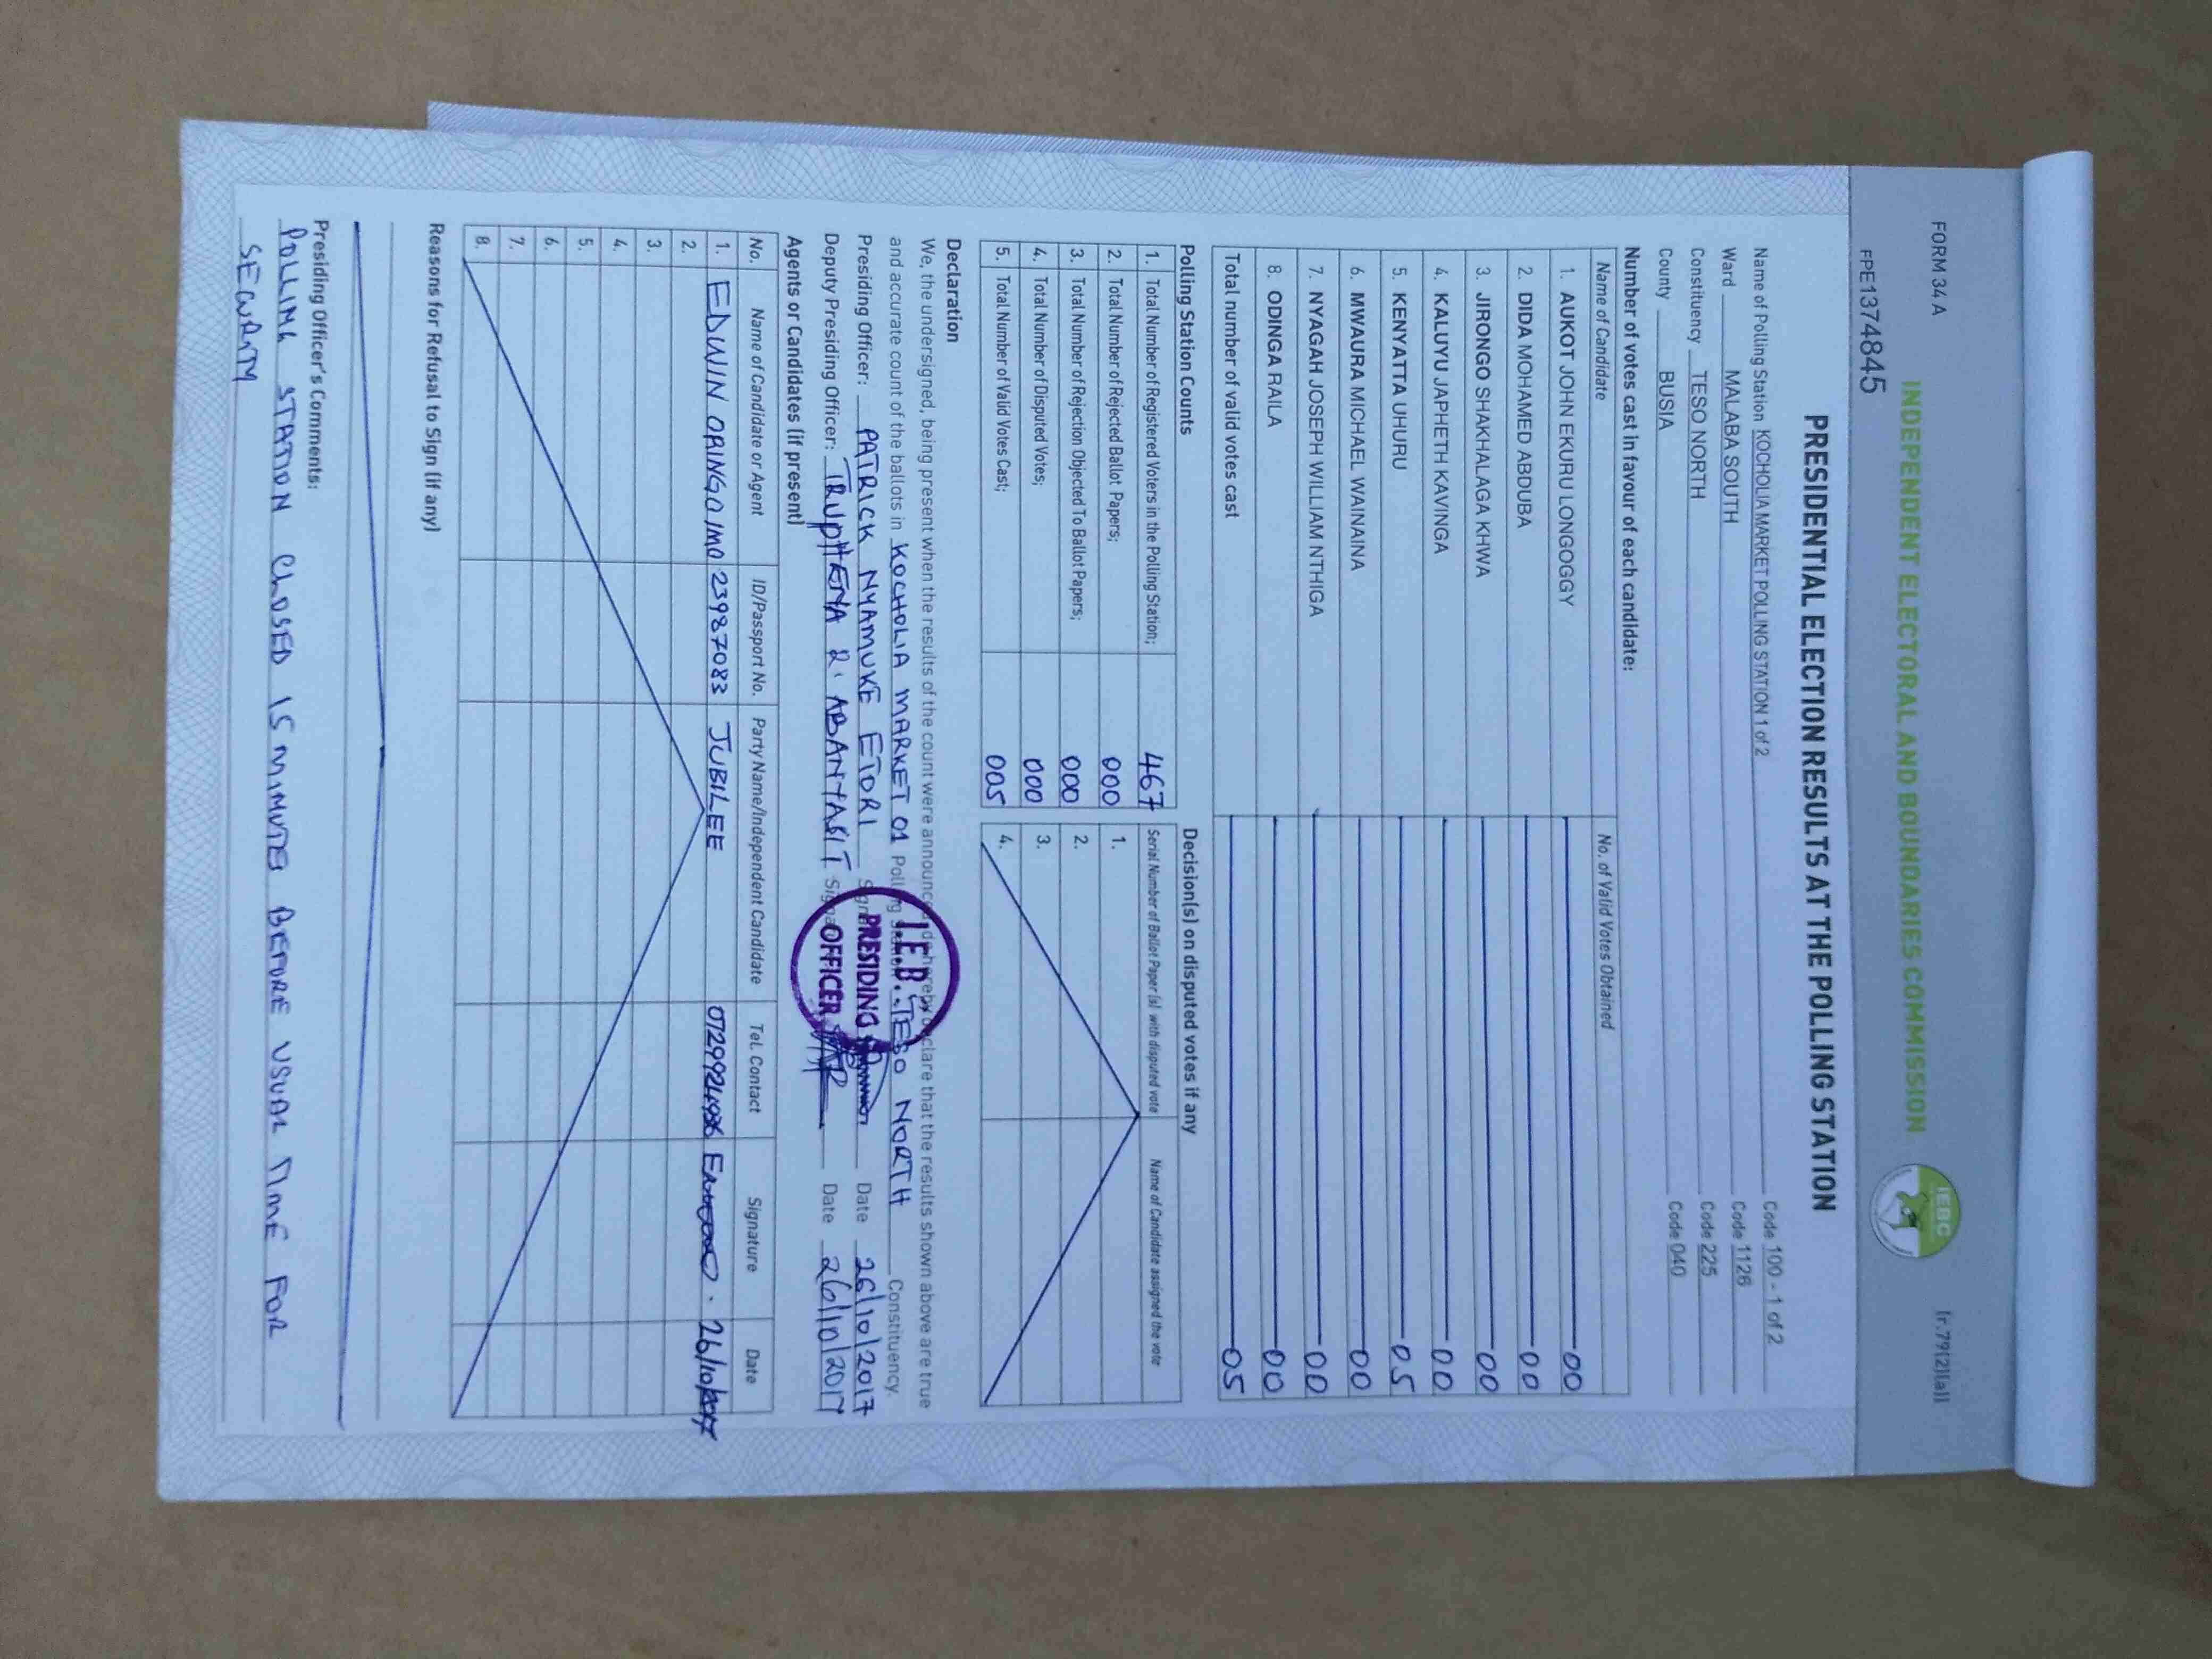 FORM 34 A
(r.79(2)(a))
INDEPENDENT ELECTORAL AND BOUNDARIES COMMISSION
IEBC
FPE1374845
PRESIDENTIAL ELECTION RESULTS AT THE POLLING STATION
Name of Polling Station KOCHOLIA MARKET POLLING STATION 1 of 2 Code 100 - 1 of 2
Ward MALABA SOUTH Code 1126
Constituency TESO NORTH Code 225
County BUSIA Code 040
Number of votes cast in favour of each candidate:
Name of Candidate No. of Valid Votes Obtained
1. AUKOT JOHN EKURU LONGOGGY 00
2. DIDA MOHAMED ABDUBA 00
3. JIRONGO SHAKHALAGA KHWA 00
4. KALUYU JAPHETH KAVINGA 00
5. KENYATTA UHURU 05
6. MWAURA MICHAEL WAINAINA 00
7. NYAGAH JOSEPH WILLIAM NTHIGA 00
8. ODINGA RAILA 00
Total number of valid votes cast 05
Polling Station Counts
1. Total Number of Registered Voters in the Polling Station; 467
2. Total Number of Rejected Ballot Papers; 000
3. Total Number of Rejection Objected To Ballot Papers; 000
4. Total Number of Disputed Votes; 000
5. Total Number of Valid Votes Cast; 005
Decision(s) on disputed votes if any
Serial Number of Ballot Paper (s) with disputed vote Name of Candidate assigned the vote
1.
2.
3.
4.
Declaration
We, the undersigned, being present when the results of the count were announced do hereby declare that the results shown above are true
and accurate count of the ballots in KOCHOLIA MARKET 01 Polling Station TESO NORTH Constituency.
Presiding Officer: PATRICK NYAMUKE ETORI Signature Date 26/10/2017
Deputy Presiding Officer: Signature Date 26/10/2017
I.E.B.
PRESIDING
OFFICER
Agents or Candidates (if present)
No. Name of Candidate or Agent ID/Passport No. Party Name/Independent Candidate Tel. Contact Signature Date
1. EDWIN 23987083 JUBILEE 26/10/2017
2.
3.
4.
5.
6.
7.
8.
Reasons for Refusal to Sign (if any)
Presiding Officer's Comments:
POLLING STATION CLOSED 15 MINUTES BEFORE USUAL TIME FOR
SECURITY